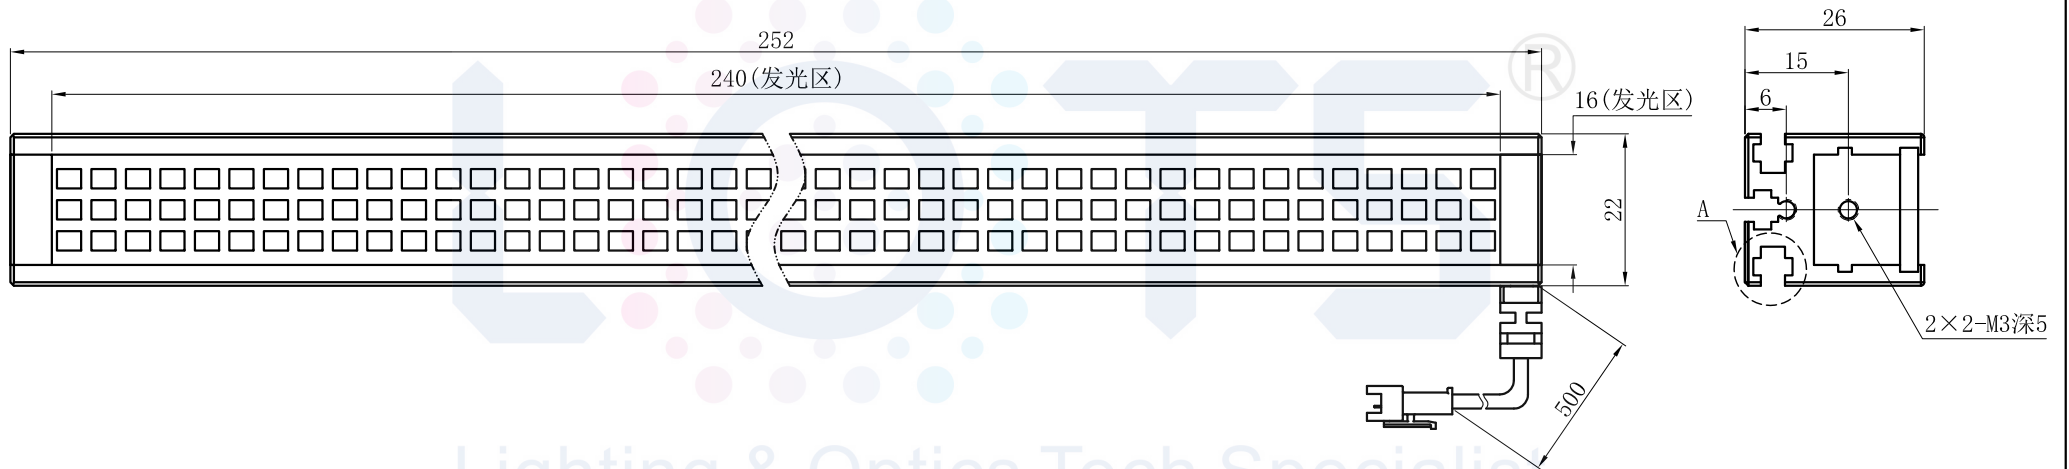 252
240(发光区)
16(发光区)
22
500
26
15
6
A
2×2-M3深5
LOTS®
Lighting & Optics Tech Specialist